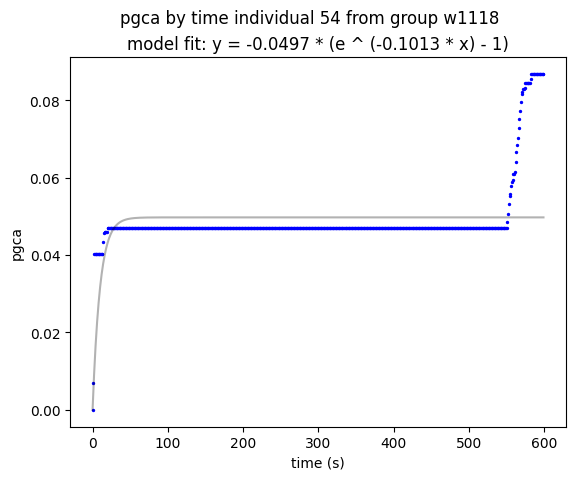 pgca by time individual 54 from group w1118
model fit: y = -0.0497 * (e ^ (-0.1013 * x) - 1)
pgca
0.08
0.06
0.04
0.02
0.00
0 100 200 300 400 500 600
time (s)